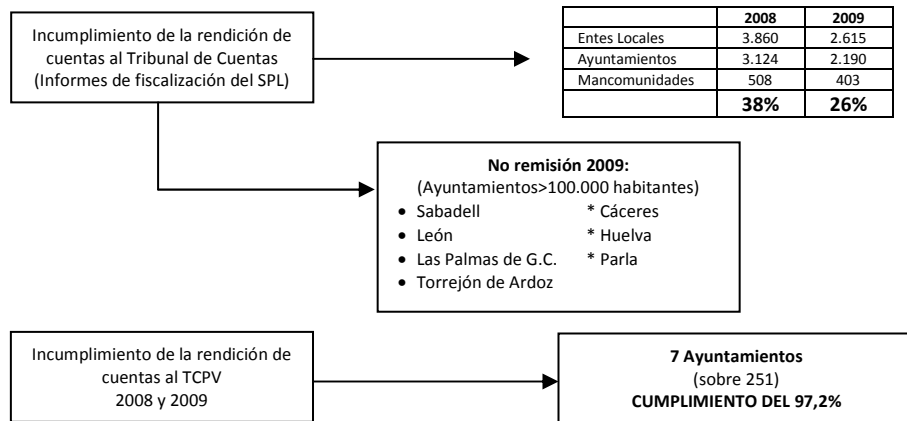 Incumplimiento de la rendición de
cuentas al Tribunal de Cuentas
(Informes de fiscalización del SPL)
2008 2009
Entes Locales 3.860 2.615
Ayuntamientos 3.124 2.190
Mancomunidades 508 403
38% 26%
No remisión 2009:
(Ayuntamientos>100.000 habitantes)
• Sabadell * Cáceres
• León * Huelva
• Las Palmas de G.C. * Parla
• Torrejón de Ardoz
Incumplimiento de la rendición de
cuentas al TCPV
2008 y 2009
7 Ayuntamientos
(sobre 251)
CUMPLIMIENTO DEL 97,2%